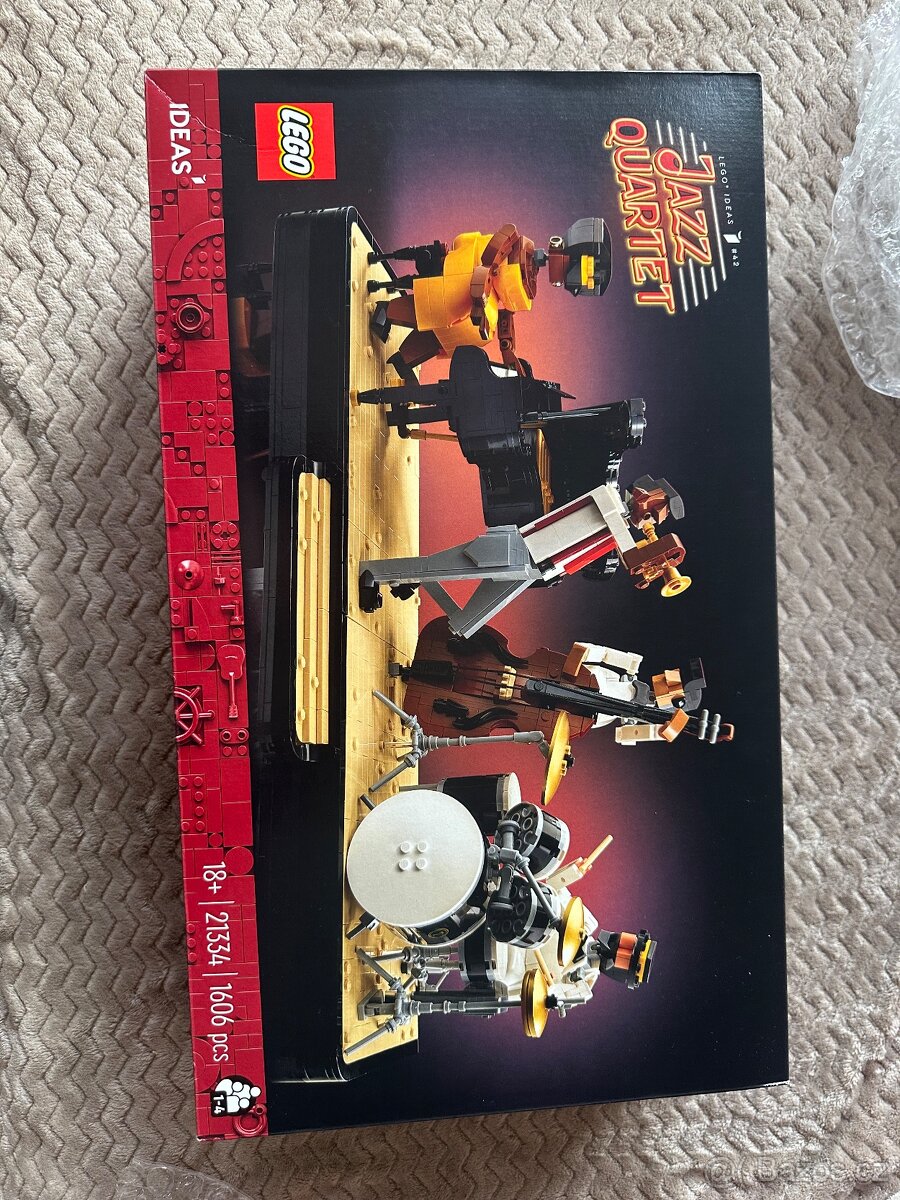 LEGO
LEGO® IDEAS #42
JAZZ
QUARTET
IDEAS
18+ | 21334 | 1606 pcs
1-4
Bazos.cz